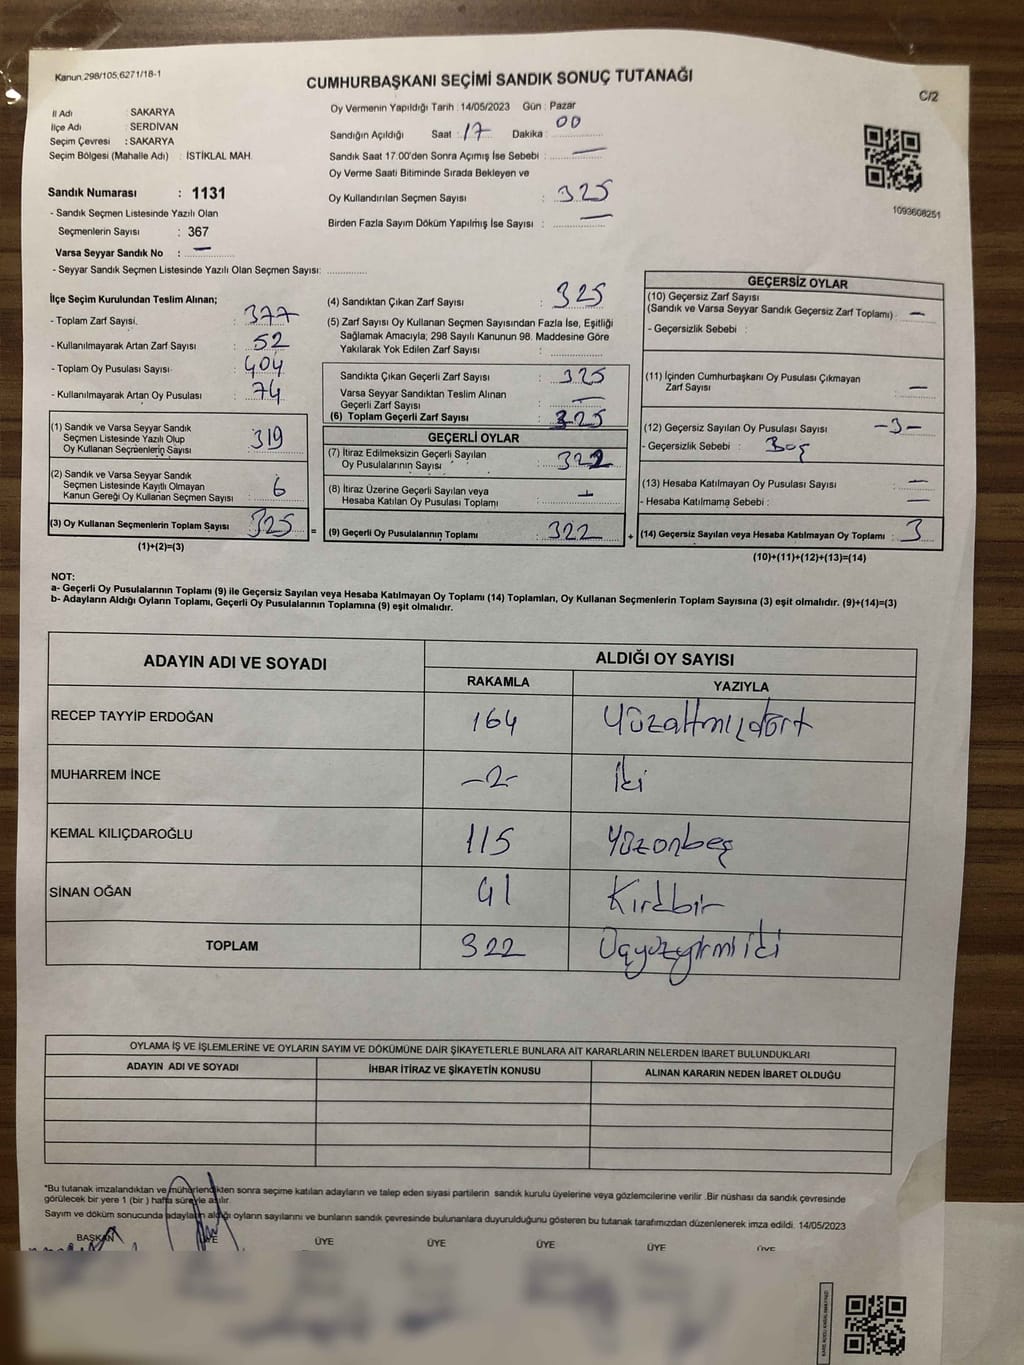 Kanun.298/105,6271/18-1
CUMHURBAŞKANI SEÇİMİ SANDIK SONUÇ TUTANAĞI
C/2
İl Adı : SAKARYA
İlçe Adı : SERDİVAN
Seçim Çevresi : SAKARYA
Seçim Bölgesi (Mahalle Adı) : İSTİKLAL MAH.
Oy Vermenin Yapıldığı Tarih : 14/05/2023 Gün : Pazar
Sandığın Açıldığı Saat : 17 Dakika : 00
Sandık Saat 17.00'den Sonra Açımış İse Sebebi : —
Oy Verme Saati Bitiminde Sırada Bekleyen ve
Oy Kullandırılan Seçmen Sayısı : 325
Birden Fazla Sayım Döküm Yapılmış İse Sayısı : —
1093608251
Sandık Numarası : 1131
- Sandık Seçmen Listesinde Yazılı Olan
Seçmenlerin Sayısı : 367
Varsa Seyyar Sandık No : —
- Seyyar Sandık Seçmen Listesinde Yazılı Olan Seçmen Sayısı:
İlçe Seçim Kurulundan Teslim Alınan;
- Toplam Zarf Sayısı : 377
- Kullanılmayarak Artan Zarf Sayısı : 52
- Toplam Oy Pusulası Sayısı : 404
- Kullanılmayarak Artan Oy Pusulası : 74
(1) Sandık ve Varsa Seyyar Sandık
Seçmen Listesinde Yazılı Olup
Oy Kullanan Seçmenlerin Sayısı : 319
(2) Sandık ve Varsa Seyyar Sandık
Seçmen Listesinde Kayıtlı Olmayan
Kanun Gereği Oy Kullanan Seçmen Sayısı : 6
(3) Oy Kullanan Seçmenlerin Toplam Sayısı : 325 =
(1)+(2)=(3)
(4) Sandıktan Çıkan Zarf Sayısı : 325
(5) Zarf Sayısı Oy Kullanan Seçmen Sayısından Fazla İse, Eşitliği
Sağlamak Amacıyla; 298 Sayılı Kanunun 98. Maddesine Göre
Yakılarak Yok Edilen Zarf Sayısı :
Sandıkta Çıkan Geçerli Zarf Sayısı : 325
Varsa Seyyar Sandıktan Teslim Alınan
Geçerli Zarf Sayısı : —
(6) Toplam Geçerli Zarf Sayısı : 325
GEÇERLİ OYLAR
(7) İtiraz Edilmeksizin Geçerli Sayılan
Oy Pusulalarının Sayısı : 322
(8) İtiraz Üzerine Geçerli Sayılan veya
Hesaba Katılan Oy Pusulası Toplamı : —
(9) Geçerli Oy Pusulalarının Toplamı : 322 +
GEÇERSİZ OYLAR
(10) Geçersiz Zarf Sayısı
(Sandık ve Varsa Seyyar Sandık Geçersiz Zarf Toplamı) : —
- Geçersizlik Sebebi :
(11) İçinden Cumhurbaşkanı Oy Pusulası Çıkmayan
Zarf Sayısı : —
(12) Geçersiz Sayılan Oy Pusulası Sayısı : -3-
- Geçersizlik Sebebi : Boş
(13) Hesaba Katılmayan Oy Pusulası Sayısı : —
- Hesaba Katılmama Sebebi : —
(14) Geçersiz Sayılan veya Hesaba Katılmayan Oy Toplamı : 3
(10)+(11)+(12)+(13)=(14)
NOT:
a- Geçerli Oy Pusulalarının Toplamı (9) ile Geçersiz Sayılan veya Hesaba Katılmayan Oy Toplamı (14) Toplamları, Oy Kullanan Seçmenlerin Toplam Sayısına (3) eşit olmalıdır. (9)+(14)=(3)
b- Adayların Aldığı Oyların Toplamı, Geçerli Oy Pusulalarının Toplamına (9) eşit olmalıdır.
ADAYIN ADI VE SOYADI ALDIĞI OY SAYISI
RAKAMLA YAZIYLA
RECEP TAYYİP ERDOĞAN 164 Yüzaltmışdört
MUHARREM İNCE -2- İki
KEMAL KILIÇDAROĞLU 115 Yüzonbeş
SİNAN OĞAN 41 Kırkbir
TOPLAM 322 Üçyüzyirmiiki
OYLAMA İŞ VE İŞLEMLERİNE VE OYLARIN SAYIM VE DÖKÜMÜNE DAİR ŞİKAYETLERLE BUNLARA AİT KARARLARIN NELERDEN İBARET BULUNDUKLARI
ADAYIN ADI VE SOYADI İHBAR İTİRAZ VE ŞİKAYETİN KONUSU ALINAN KARARIN NEDEN İBARET OLDUĞU
"Bu tutanak imzalandıktan ve mühürlendikten sonra seçime katılan adayların ve talep eden siyasi partilerin sandık kurulu üyelerine veya gözlemcilerine verilir .Bir nüshası da sandık çevresinde
görülecek bir yere 1 (bir ) hafta süreyle asılır.
Sayım ve döküm sonucunda adayların aldığı oyların sayılarını ve bunların sandık çevresinde bulunanlara duyurulduğunu gösteren bu tutanak tarafımızdan düzenlenerek imza edildi. 14/05/2023
BAŞKAN ÜYE ÜYE ÜYE ÜYE ÜYE ÜYE